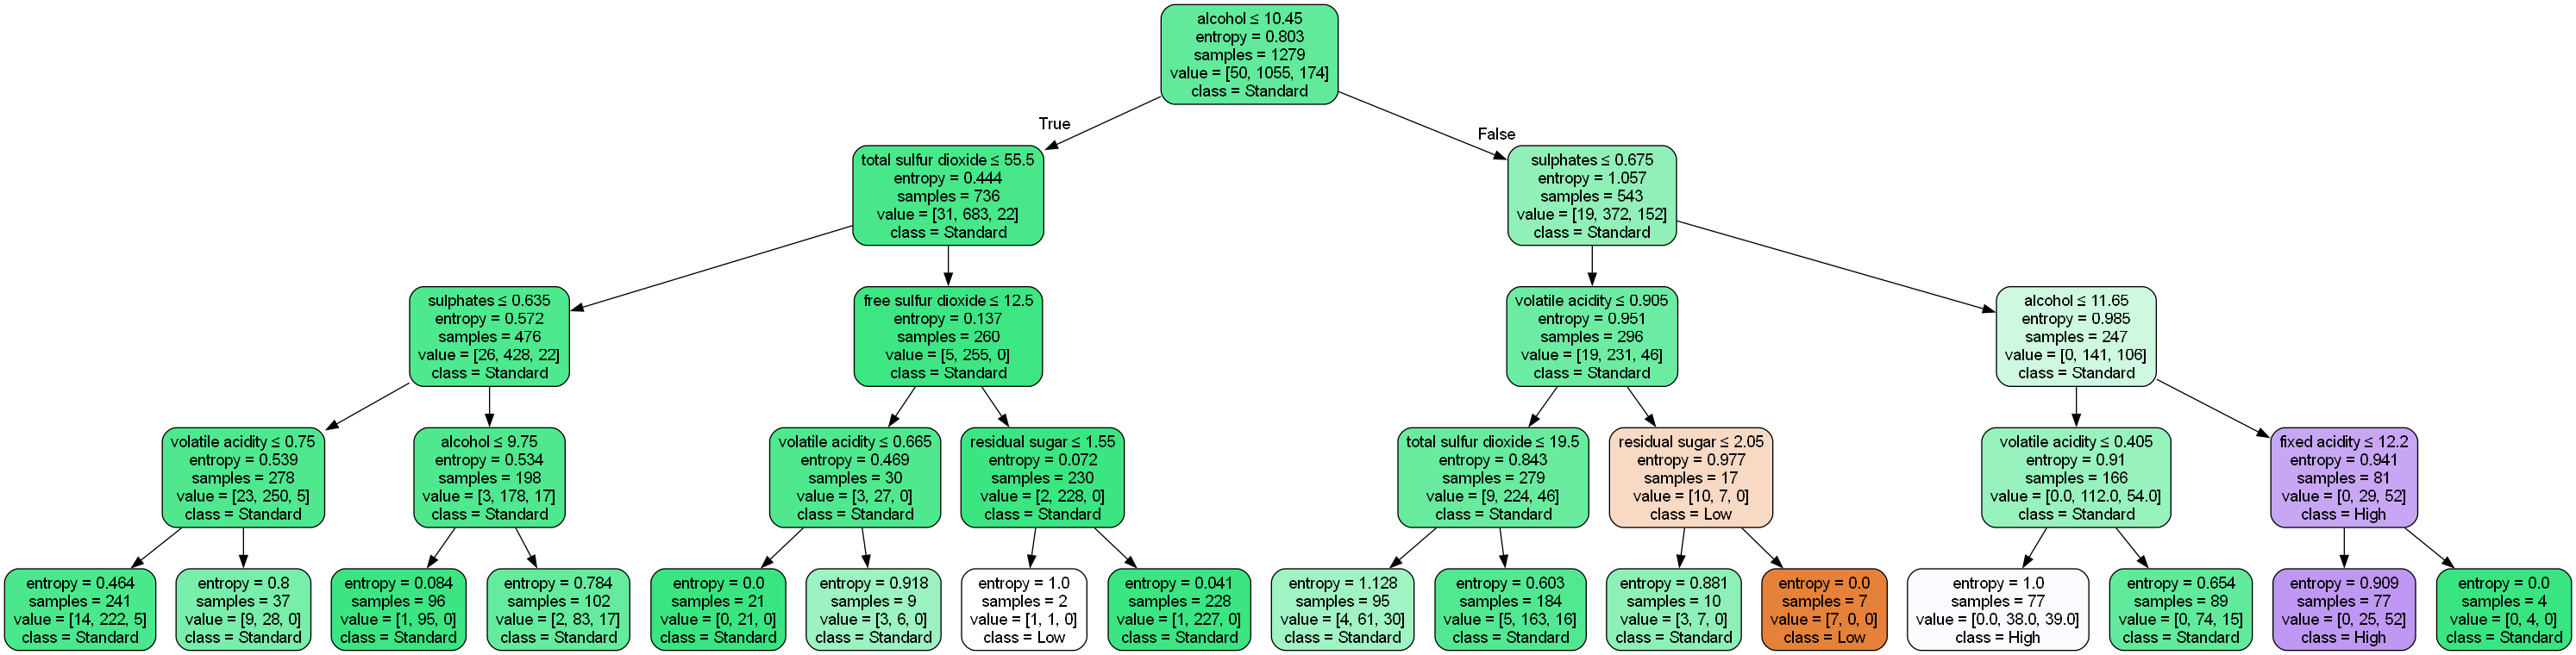 alcohol ≤ 10.45
entropy = 0.803
samples = 1279
value = [50, 1055, 174]
class = Standard
True
False
total sulfur dioxide ≤ 55.5
entropy = 0.444
samples = 736
value = [31, 683, 22]
class = Standard
sulphates ≤ 0.675
entropy = 1.057
samples = 543
value = [19, 372, 152]
class = Standard
sulphates ≤ 0.635
entropy = 0.572
samples = 476
value = [26, 428, 22]
class = Standard
free sulfur dioxide ≤ 12.5
entropy = 0.137
samples = 260
value = [5, 255, 0]
class = Standard
volatile acidity ≤ 0.905
entropy = 0.951
samples = 296
value = [19, 231, 46]
class = Standard
alcohol ≤ 11.65
entropy = 0.985
samples = 247
value = [0, 141, 106]
class = Standard
volatile acidity ≤ 0.75
entropy = 0.539
samples = 278
value = [23, 250, 5]
class = Standard
alcohol ≤ 9.75
entropy = 0.534
samples = 198
value = [3, 178, 17]
class = Standard
volatile acidity ≤ 0.665
entropy = 0.469
samples = 30
value = [3, 27, 0]
class = Standard
residual sugar ≤ 1.55
entropy = 0.072
samples = 230
value = [2, 228, 0]
class = Standard
total sulfur dioxide ≤ 19.5
entropy = 0.843
samples = 279
value = [9, 224, 46]
class = Standard
residual sugar ≤ 2.05
entropy = 0.977
samples = 17
value = [10, 7, 0]
class = Low
volatile acidity ≤ 0.405
entropy = 0.91
samples = 166
value = [0.0, 112.0, 54.0]
class = Standard
fixed acidity ≤ 12.2
entropy = 0.941
samples = 81
value = [0, 29, 52]
class = High
entropy = 0.464
samples = 241
value = [14, 222, 5]
class = Standard
entropy = 0.8
samples = 37
value = [9, 28, 0]
class = Standard
entropy = 0.084
samples = 96
value = [1, 95, 0]
class = Standard
entropy = 0.784
samples = 102
value = [2, 83, 17]
class = Standard
entropy = 0.0
samples = 21
value = [0, 21, 0]
class = Standard
entropy = 0.918
samples = 9
value = [3, 6, 0]
class = Standard
entropy = 1.0
samples = 2
value = [1, 1, 0]
class = Low
entropy = 0.041
samples = 228
value = [1, 227, 0]
class = Standard
entropy = 1.128
samples = 95
value = [4, 61, 30]
class = Standard
entropy = 0.603
samples = 184
value = [5, 163, 16]
class = Standard
entropy = 0.881
samples = 10
value = [3, 7, 0]
class = Standard
entropy = 0.0
samples = 7
value = [7, 0, 0]
class = Low
entropy = 1.0
samples = 77
value = [0.0, 38.0, 39.0]
class = High
entropy = 0.654
samples = 89
value = [0, 74, 15]
class = Standard
entropy = 0.909
samples = 77
value = [0, 25, 52]
class = High
entropy = 0.0
samples = 4
value = [0, 4, 0]
class = Standard